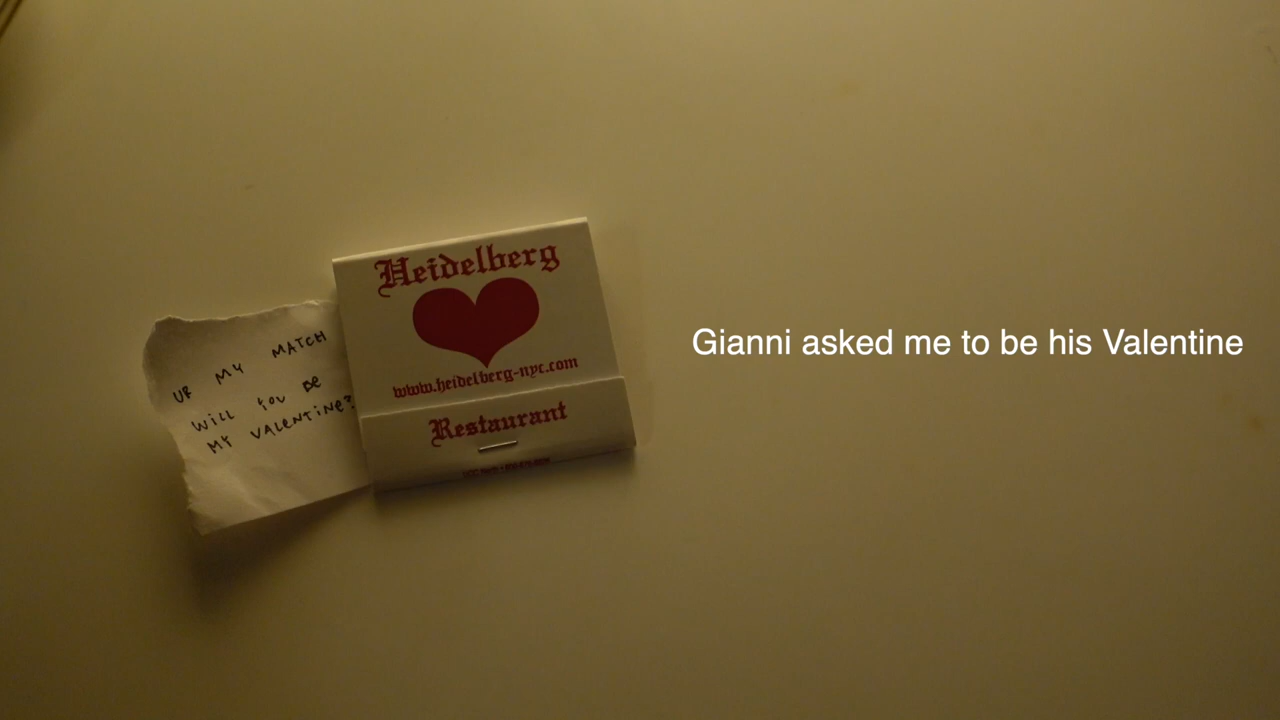 UR MY MATCH
WILL YOU BE
MY VALENTINE?
Heidelberg
www.heidelberg-nyc.com
Restaurant
Gianni asked me to be his Valentine